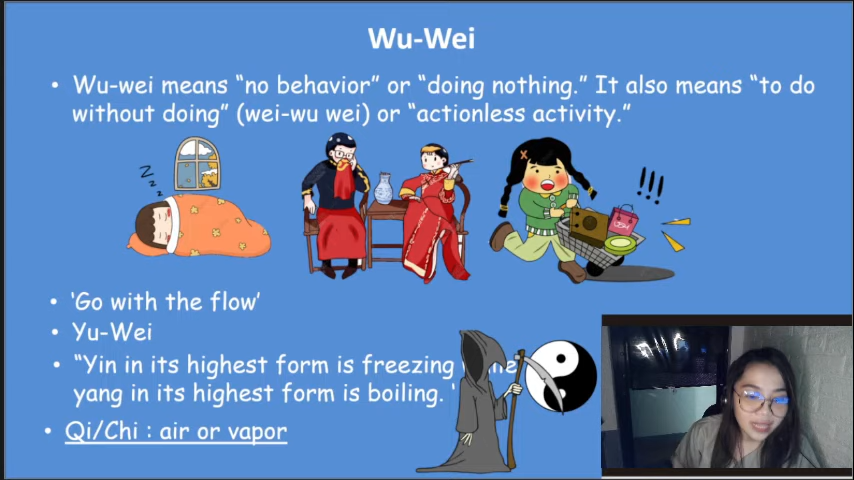 Wu-Wei
• Wu-wei means “no behavior” or “doing nothing.” It also means “to do
without doing” (wei-wu wei) or “actionless activity.”
Z
z
z
!!!
• ‘Go with the flow’
• Yu-Wei
• “Yin in its highest form is freezing
yang in its highest form is boiling. ‘
• Qi/Chi : air or vapor